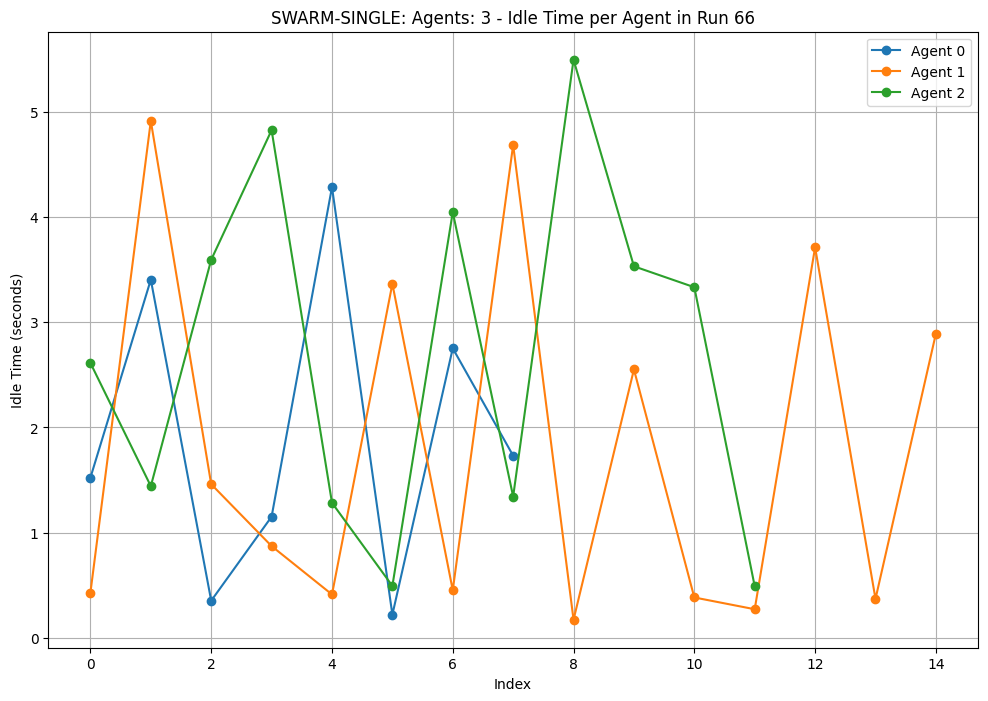 SWARM-SINGLE: Agents: 3 - Idle Time per Agent in Run 66
Agent 0
Agent 1
Agent 2
Idle Time (seconds)
5
4
3
2
1
0
0 2 4 6 8 10 12 14
Index